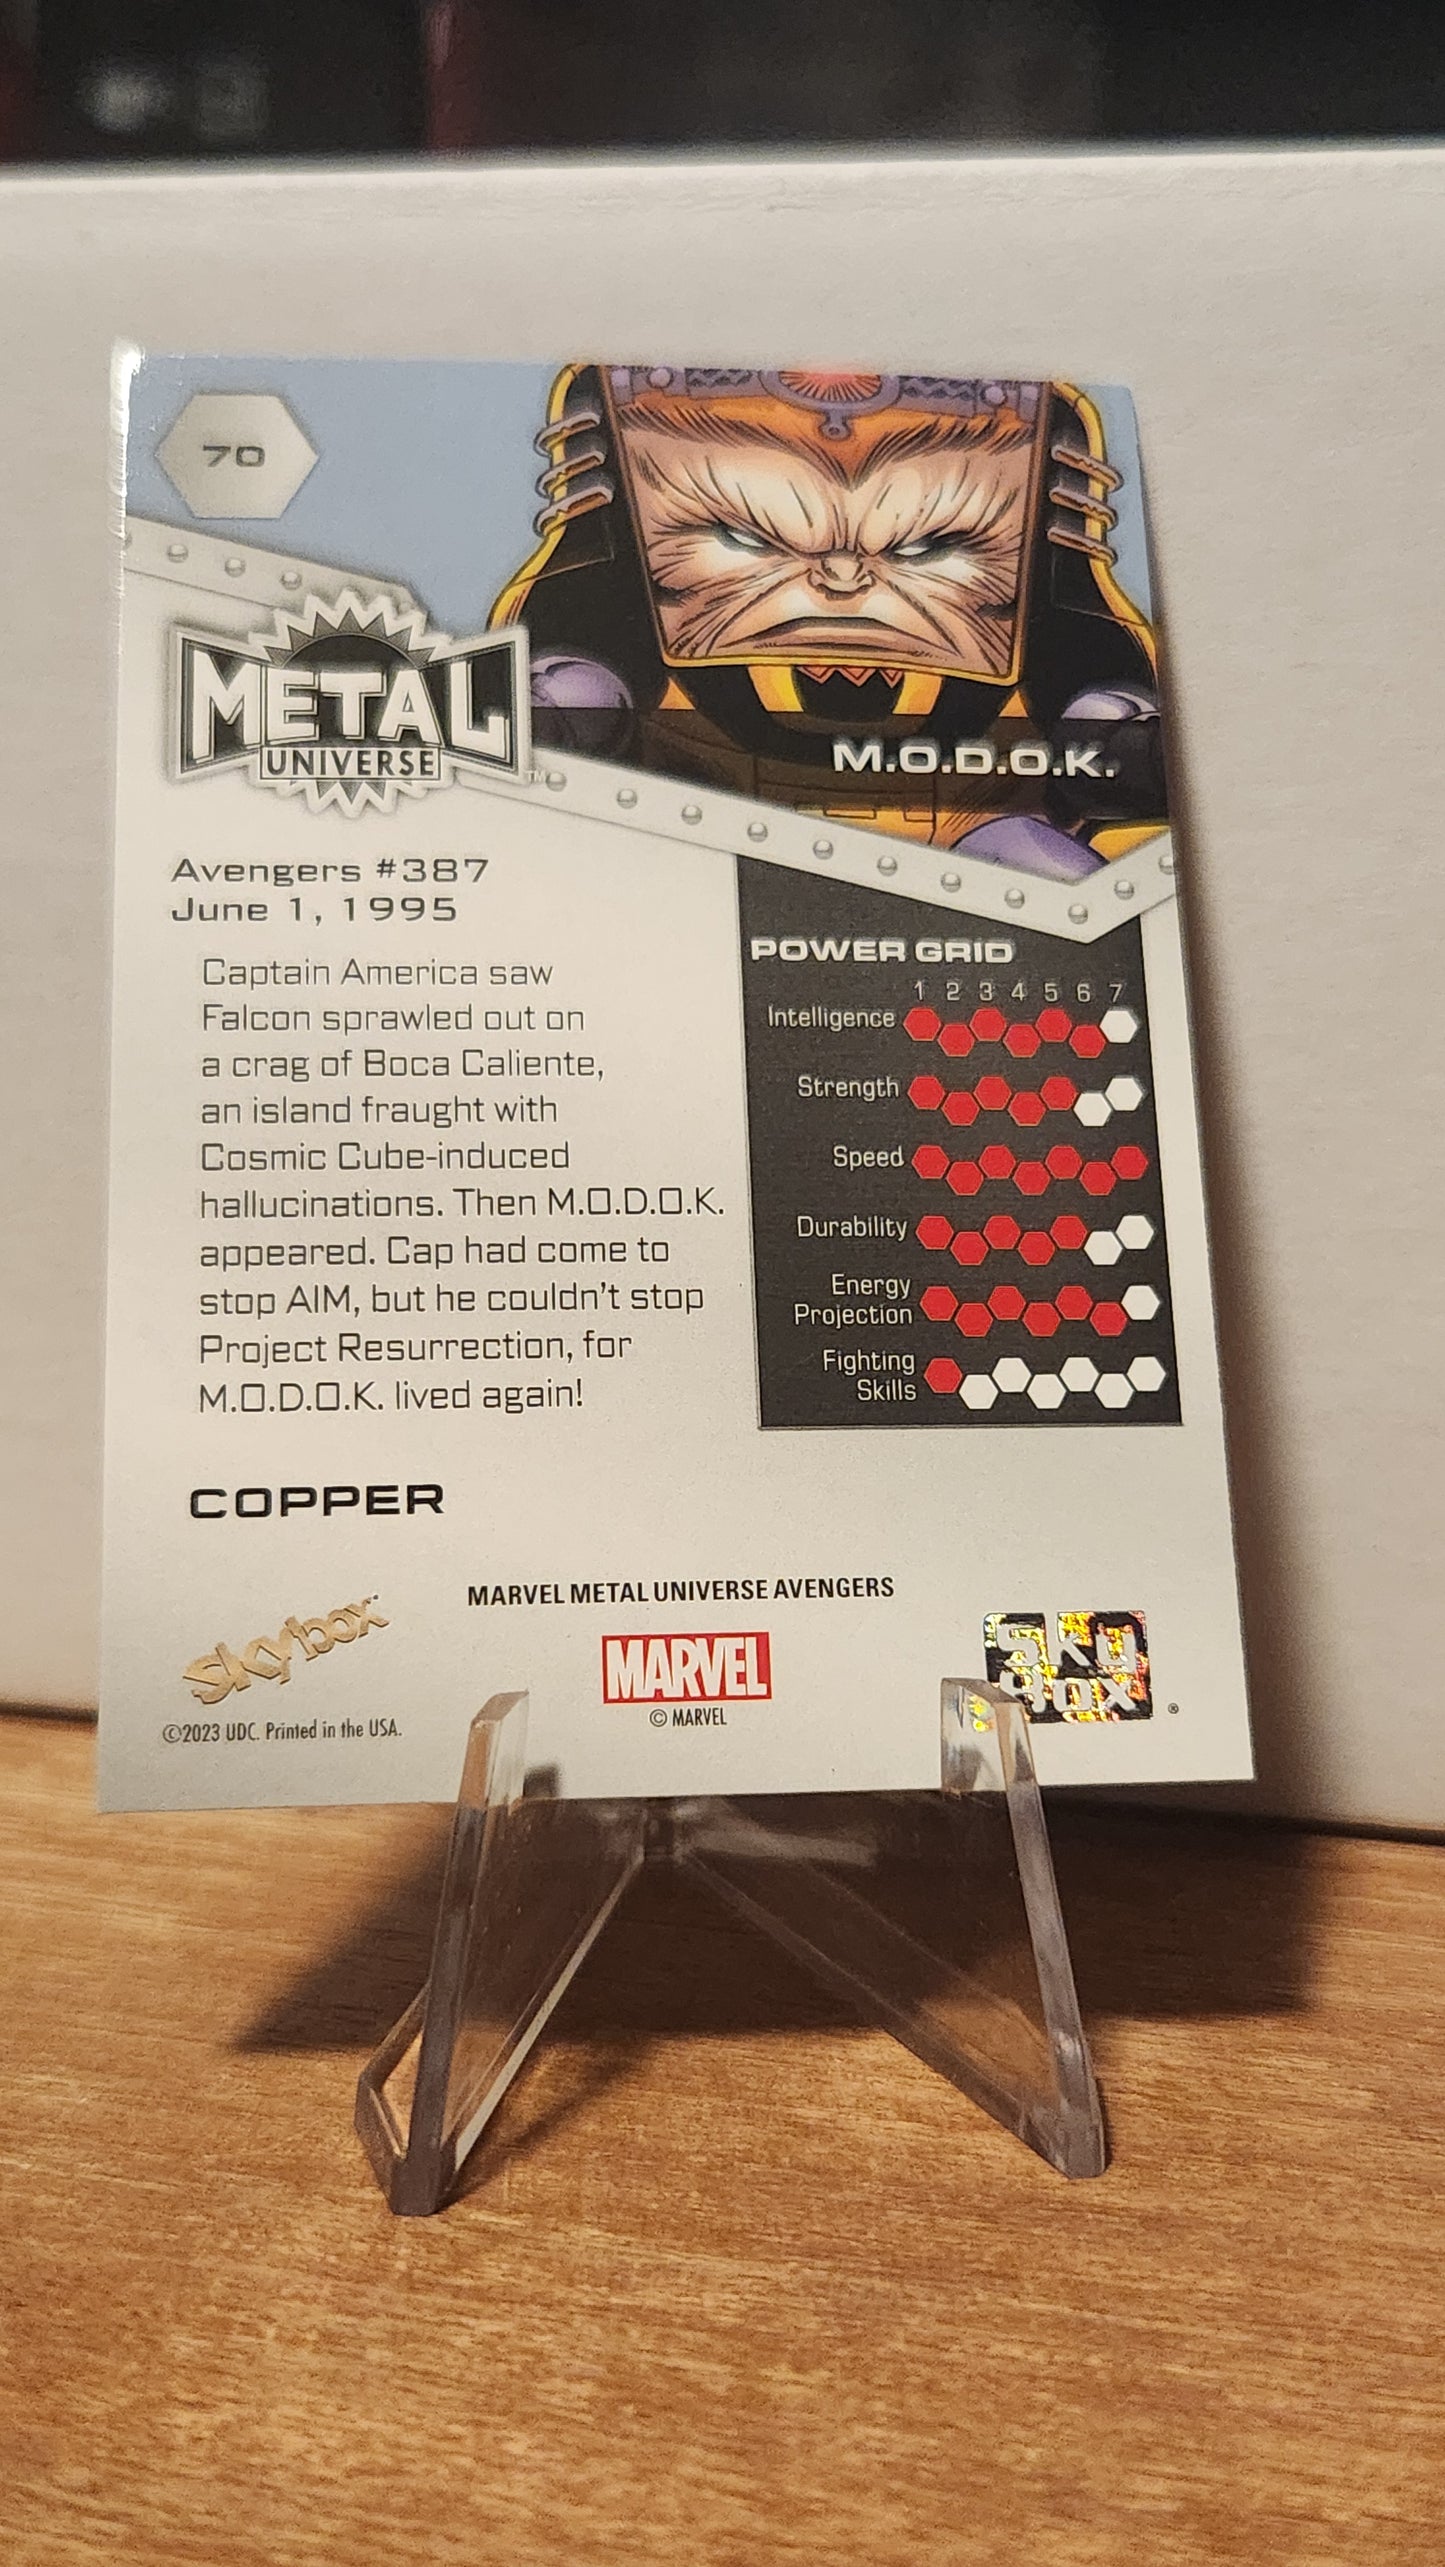 70
METAL
UNIVERSE
TM
M.O.D.O.K.
Avengers #387
June 1, 1995
Captain America saw
Falcon sprawled out on
a crag of Boca Caliente,
an island fraught with
Cosmic Cube-induced
hallucinations. Then M.O.D.O.K.
appeared. Cap had come to
stop AIM, but he couldn't stop
Project Resurrection, for
M.O.D.O.K. lived again!
POWER GRID
1 2 3 4 5 6 7
Intelligence
Strength
Speed
Durability
Energy
Projection
Fighting
Skills
COPPER
MARVEL METAL UNIVERSE AVENGERS
skybox
©2023 UDC. Printed in the USA.
MARVEL
© MARVEL
Sky
Box
®